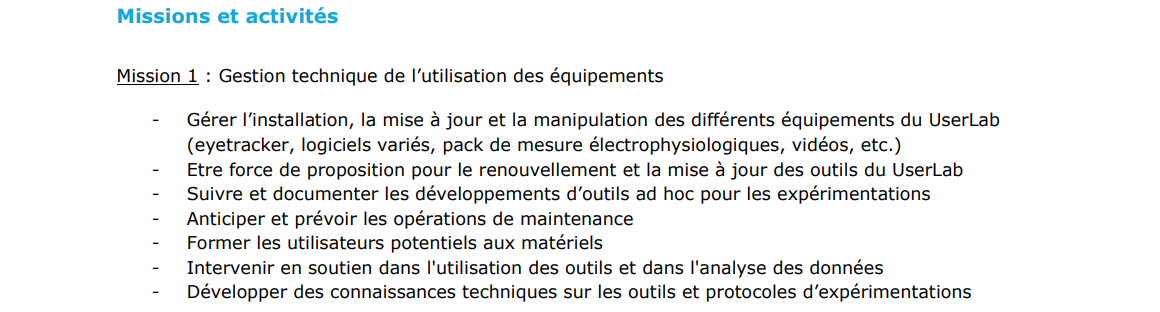 Missions et activités
Mission 1 : Gestion technique de l’utilisation des équipements
- Gérer l’installation, la mise à jour et la manipulation des différents équipements du UserLab
(eyetracker, logiciels variés, pack de mesure électrophysiologiques, vidéos, etc.)
- Etre force de proposition pour le renouvellement et la mise à jour des outils du UserLab
- Suivre et documenter les développements d’outils ad hoc pour les expérimentations
- Anticiper et prévoir les opérations de maintenance
- Former les utilisateurs potentiels aux matériels
- Intervenir en soutien dans l'utilisation des outils et dans l'analyse des données
- Développer des connaissances techniques sur les outils et protocoles d’expérimentations